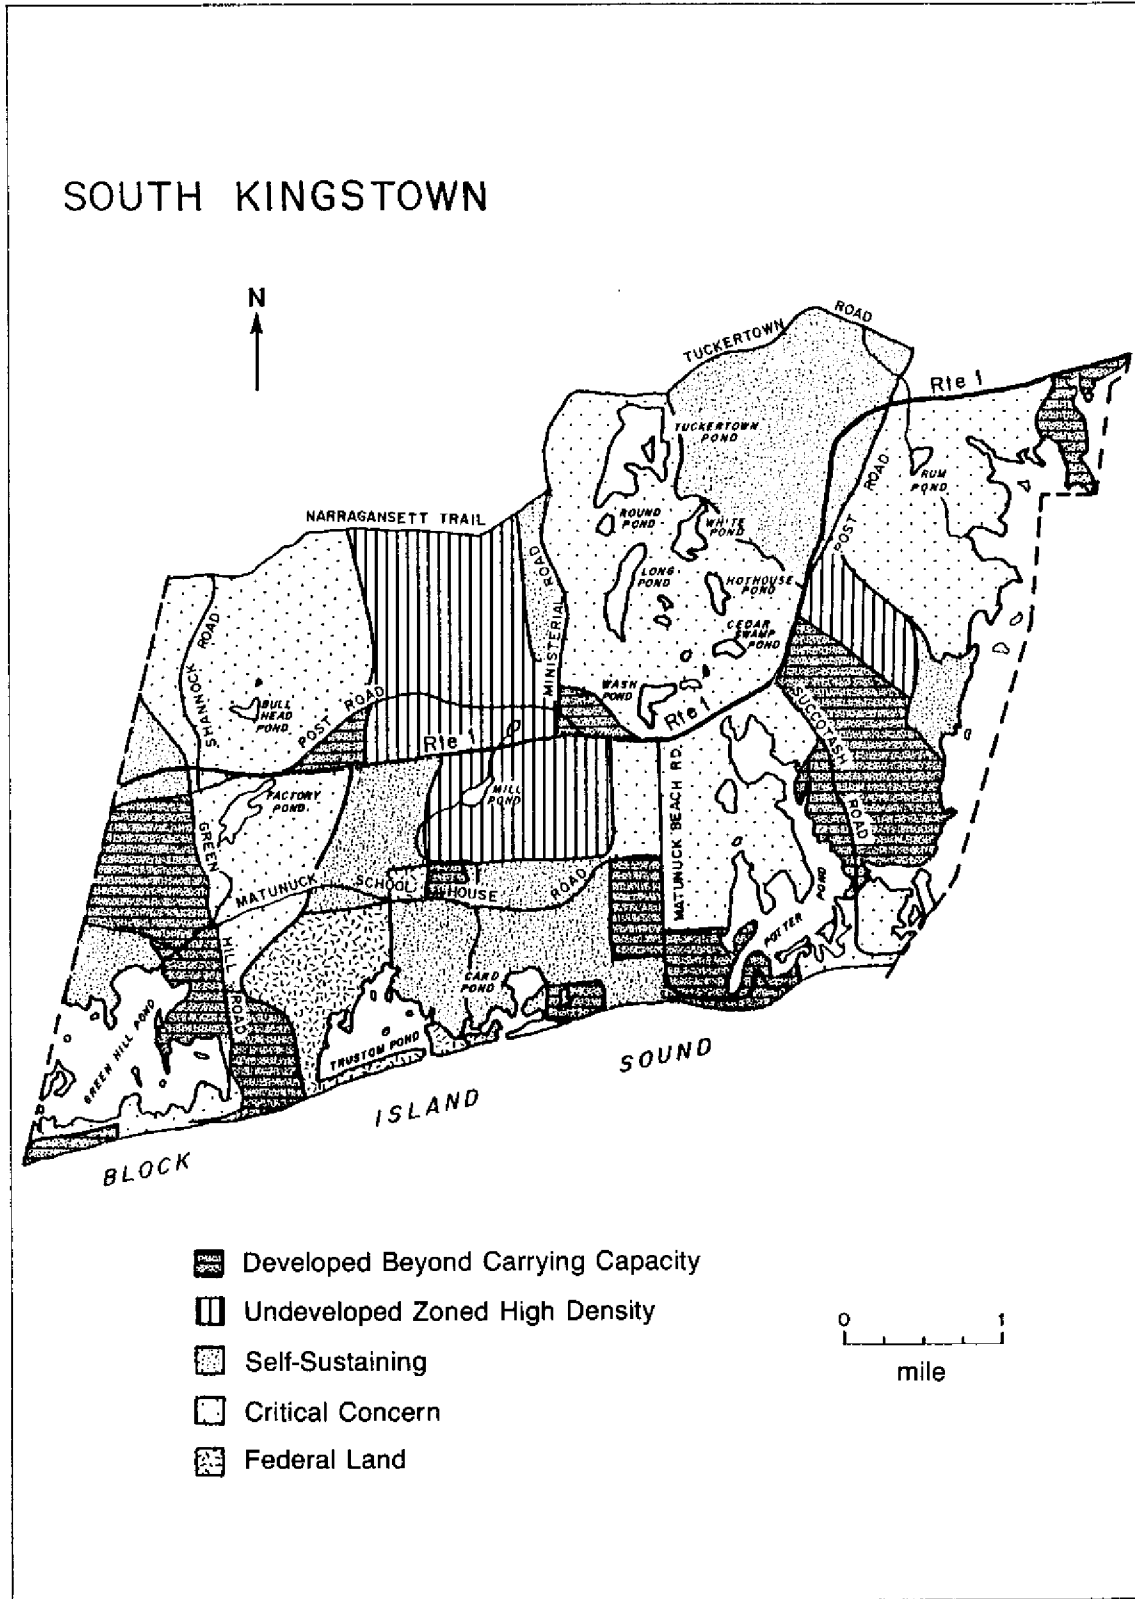 SOUTH KINGSTOWN
N
TUCKERTOWN ROAD
Rte 1
TUCKERTOWN
POND
RUM
POND
POST ROAD
NARRAGANSETT TRAIL
ROUND
POND
WHITE
POND
MINISTERIAL ROAD
LONG
POND
HOTHOUSE
POND
CEDAR
SWAMP
POND
SHANNOCK ROAD
BULL
HEAD
POND
POST ROAD
WASH
POND
Rte 1
Rte 1
SUCCOTASH ROAD
FACTORY
POND
MILL
POND
MATUNUCK BEACH RD.
GREEN HILL ROAD
MATUNUCK SCHOOL HOUSE ROAD
POTTER POND
CARD
POND
GREEN HILL POND
TRUSTOM POND
BLOCK ISLAND SOUND
Developed Beyond Carrying Capacity
Undeveloped Zoned High Density
Self-Sustaining
Critical Concern
Federal Land
0 1
mile